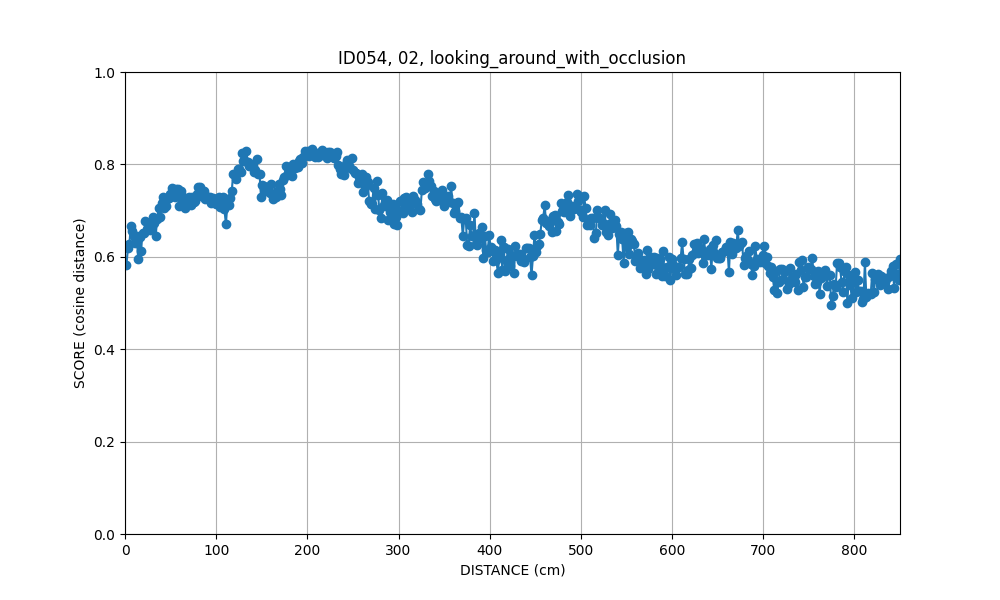 ID054, 02, looking_around_with_occlusion
1.0
0.8
0.6
0.4
0.2
0.0
SCORE (cosine distance)
0 100 200 300 400 500 600 700 800
DISTANCE (cm)